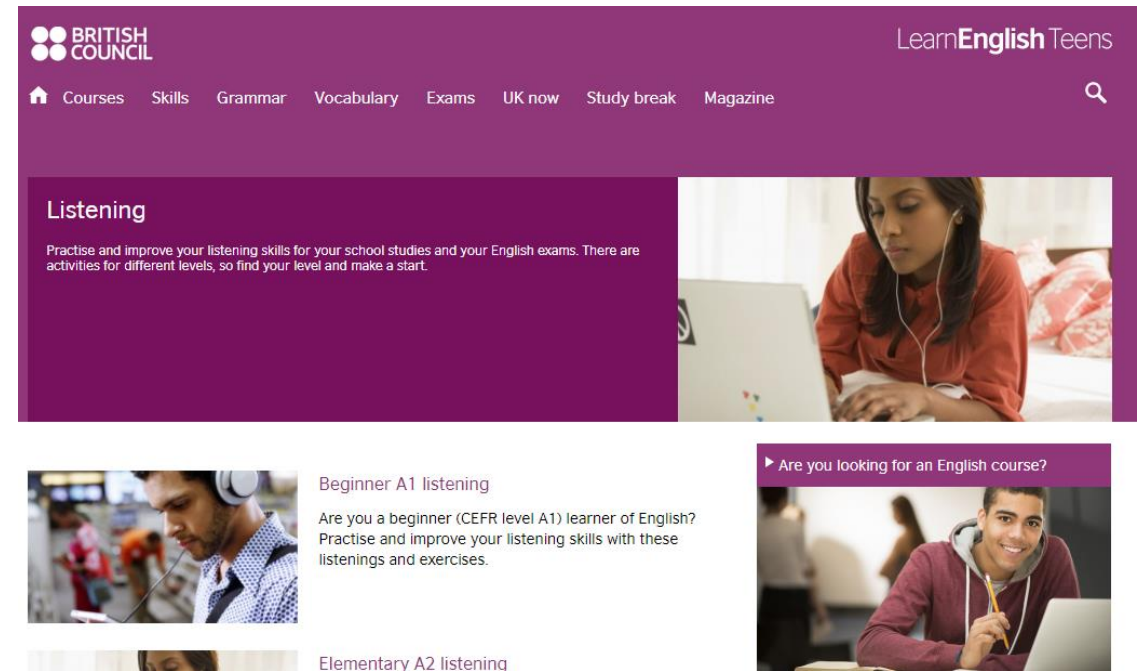 BRITISH
COUNCIL
LearnEnglish Teens
Courses Skills Grammar Vocabulary Exams UK now Study break Magazine
Listening
Practise and improve your listening skills for your school studies and your English exams. There are
activities for different levels, so find your level and make a start.
Are you looking for an English course?
Beginner A1 listening
Are you a beginner (CEFR level A1) learner of English?
Practise and improve your listening skills with these
listenings and exercises.
Elementary A2 listening